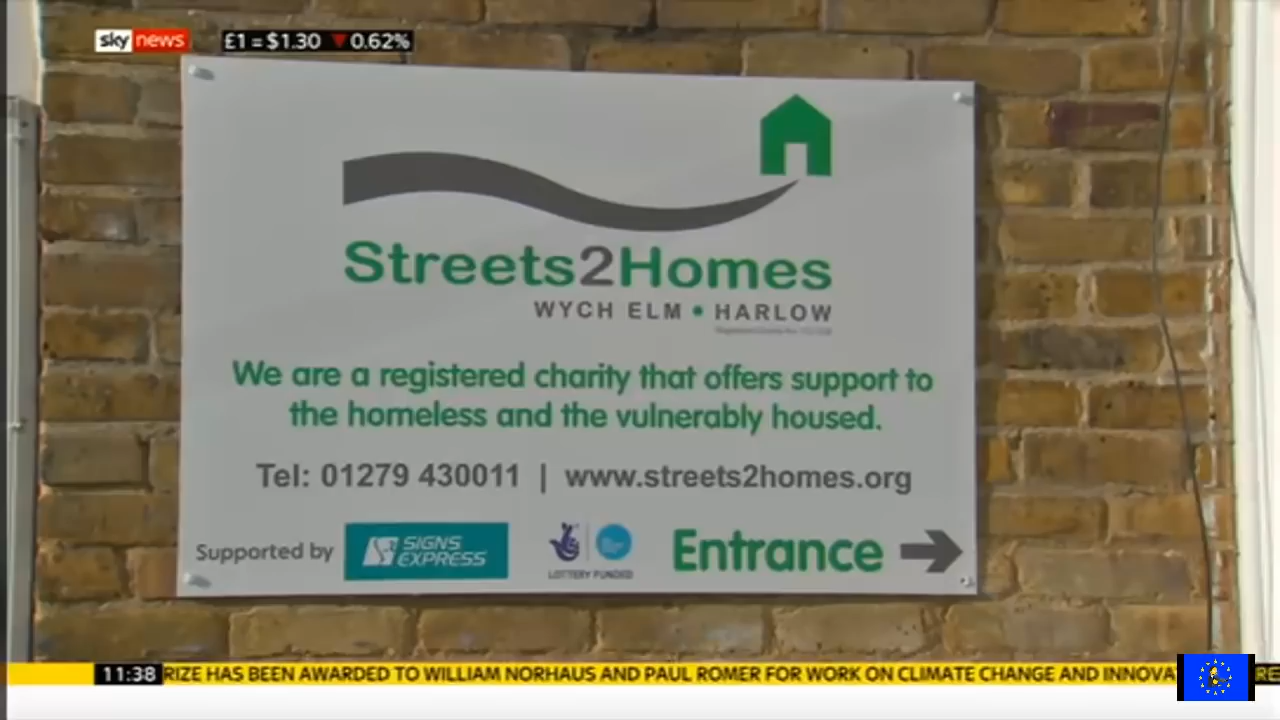 sky news £1 = $1.30 ▼ 0.62%
Streets2Homes
WYCH ELM • HARLOW
We are a registered charity that offers support to
the homeless and the vulnerably housed.
Tel: 01279 430011 | www.streets2homes.org
Supported by SIGNS EXPRESS LOTTERY FUNDED Entrance
11:38 RIZE HAS BEEN AWARDED TO WILLIAM NORHAUS AND PAUL ROMER FOR WORK ON CLIMATE CHANGE AND INNOVA